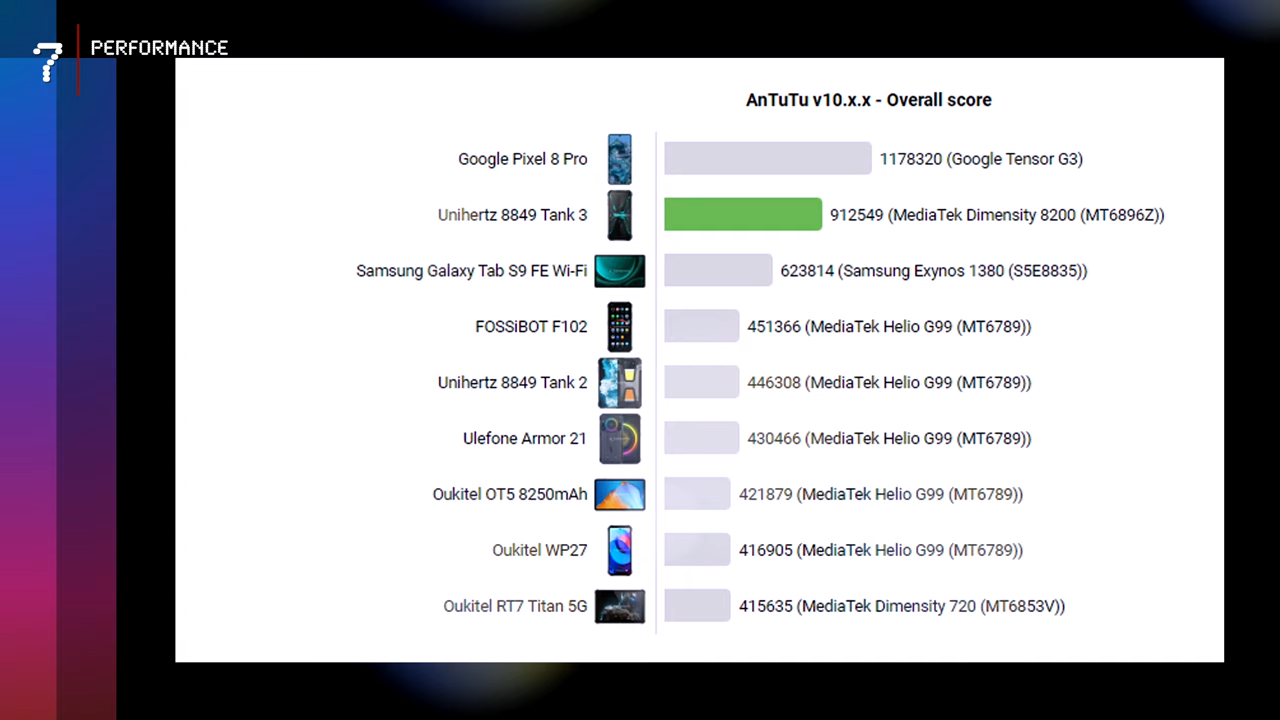 7
PERFORMANCE
AnTuTu v10.x.x - Overall score
Google Pixel 8 Pro 1178320 (Google Tensor G3)
Unihertz 8849 Tank 3 912549 (MediaTek Dimensity 8200 (MT6896Z))
Samsung Galaxy Tab S9 FE Wi-Fi 623814 (Samsung Exynos 1380 (S5E8835))
FOSSiBOT F102 451366 (MediaTek Helio G99 (MT6789))
Unihertz 8849 Tank 2 446308 (MediaTek Helio G99 (MT6789))
Ulefone Armor 21 430466 (MediaTek Helio G99 (MT6789))
Oukitel OT5 8250mAh 421879 (MediaTek Helio G99 (MT6789))
Oukitel WP27 416905 (MediaTek Helio G99 (MT6789))
Oukitel RT7 Titan 5G 415635 (MediaTek Dimensity 720 (MT6853V))